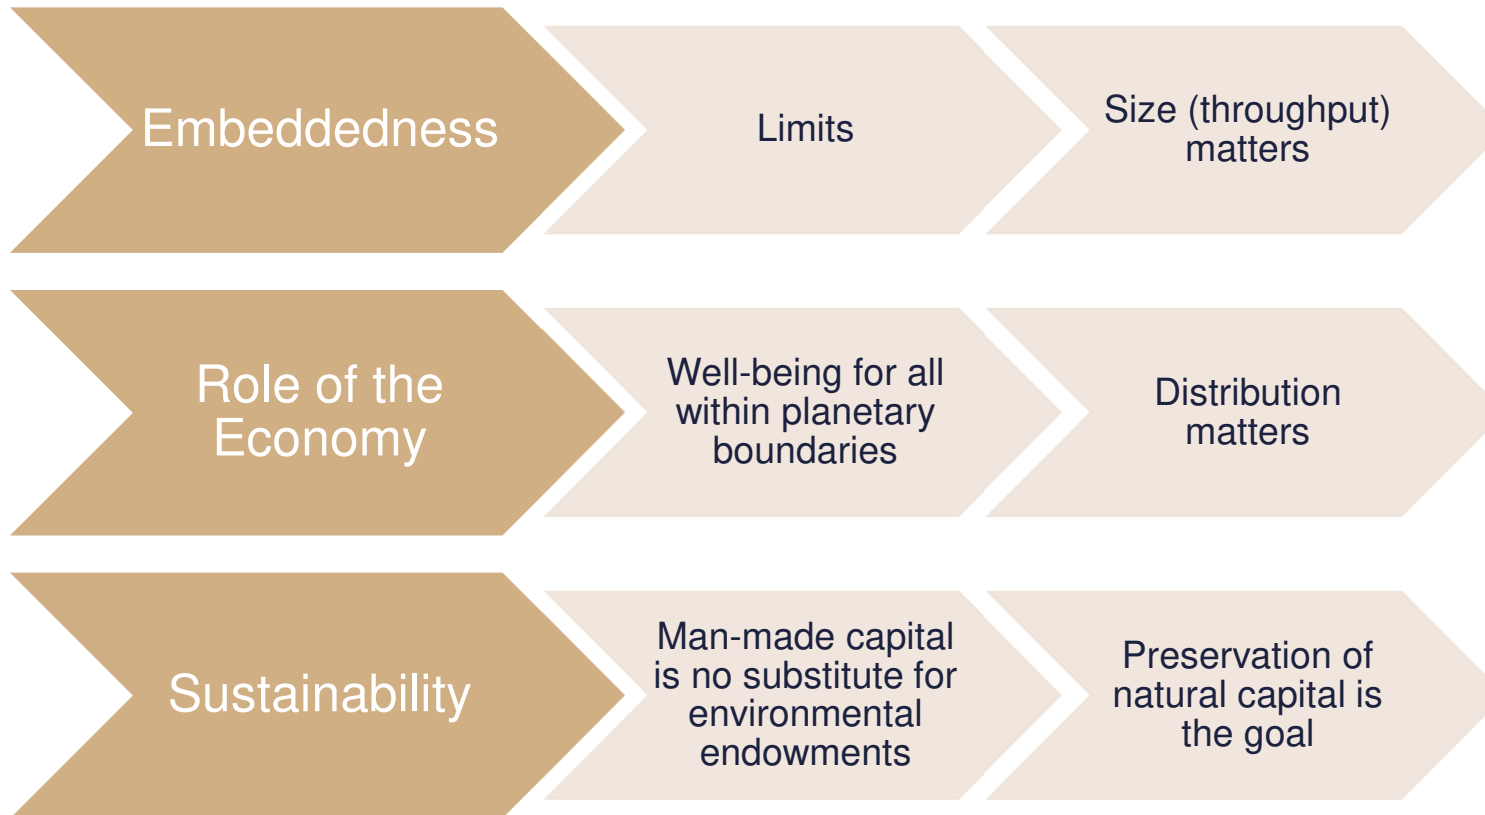 Embeddedness
Limits
Size (throughput)
matters
Role of the
Economy
Well-being for all
within planetary
boundaries
Distribution
matters
Sustainability
Man-made capital
is no substitute for
environmental
endowments
Preservation of
natural capital is
the goal